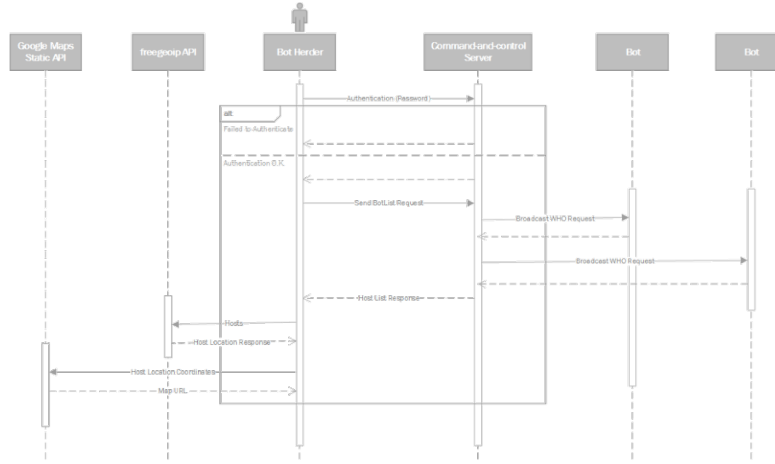 Google Maps
Static API
freegeoip API
Bot Herder
Command-and-control
Server
Bot
Bot
Authentication (Password)
alt
Failed to Authenticate
Authentication O.K.
Send BotList Request
Broadcast WHO Request
Broadcast WHO Request
Host List Response
Hosts
Host Location Response
Host Location Coordinates
Map URL